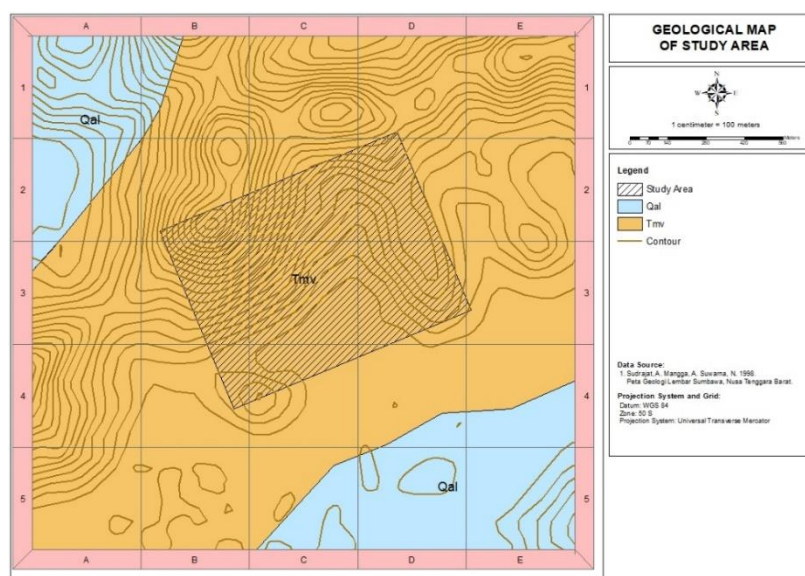 GEOLOGICAL MAP
OF STUDY AREA
A B C D E
1 1
2 2
3 3
4 4
5 5
A B C D E
Qal
Tmv
Qal
N
W E
S
1 centimeter = 100 meters
Legend
Study Area
Qal
Tmv
Contour
Data Source:
1. Sudrajat, A. Mangga, A. Suwarna, N. 1998.
Peta Geologi Lembar Sumbawa, Nusa Tenggara Barat.
Projection System and Grid:
Datum: WGS 84
Zone: 50 S
Projection System: Universal Transverse Mercator